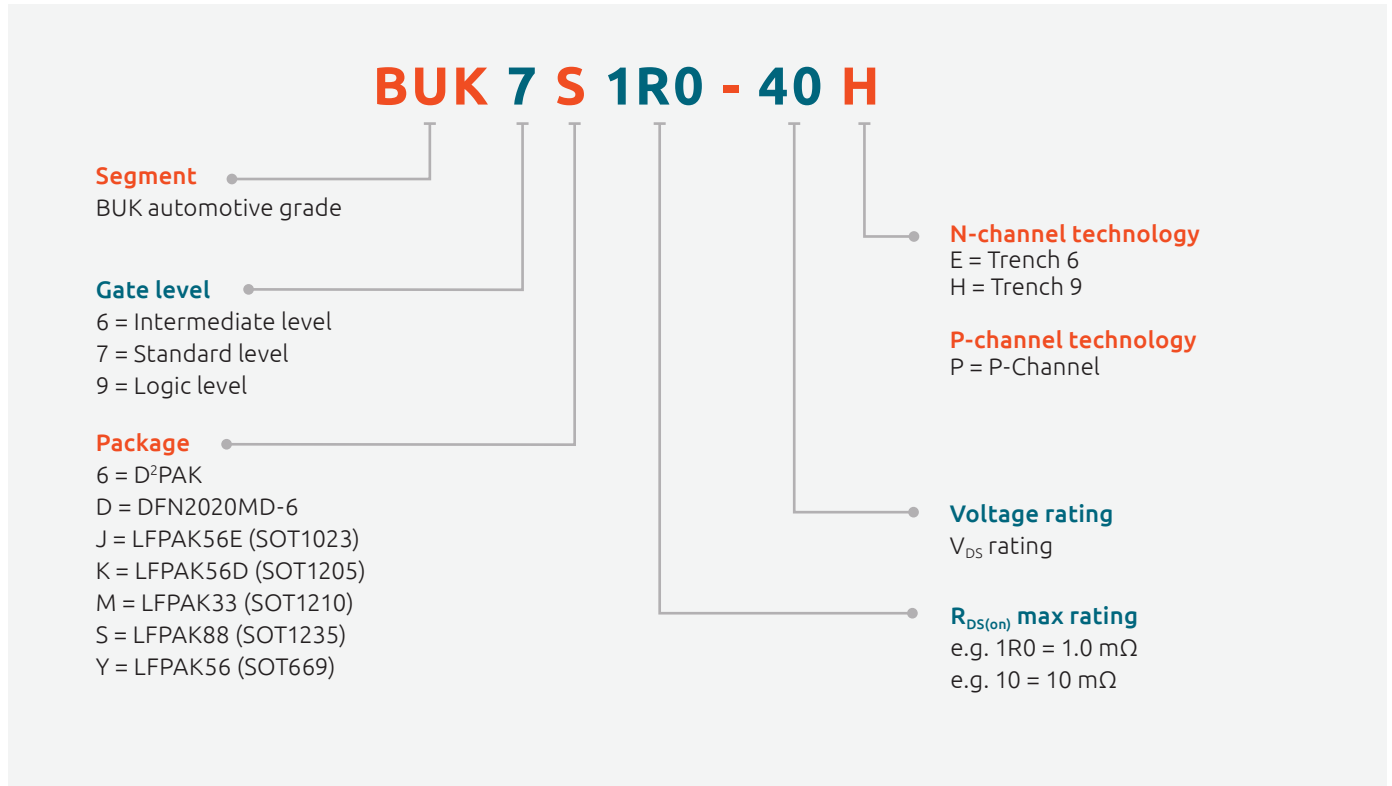 BUK 7 S 1R0 - 40 H
Segment
BUK automotive grade
Gate level
6 = Intermediate level
7 = Standard level
9 = Logic level
Package
6 = D²PAK
D = DFN2020MD-6
J = LFPAK56E (SOT1023)
K = LFPAK56D (SOT1205)
M = LFPAK33 (SOT1210)
S = LFPAK88 (SOT1235)
Y = LFPAK56 (SOT669)
N-channel technology
E = Trench 6
H = Trench 9
P-channel technology
P = P-Channel
Voltage rating
VDS rating
RDS(on) max rating
e.g. 1R0 = 1.0 mΩ
e.g. 10 = 10 mΩ